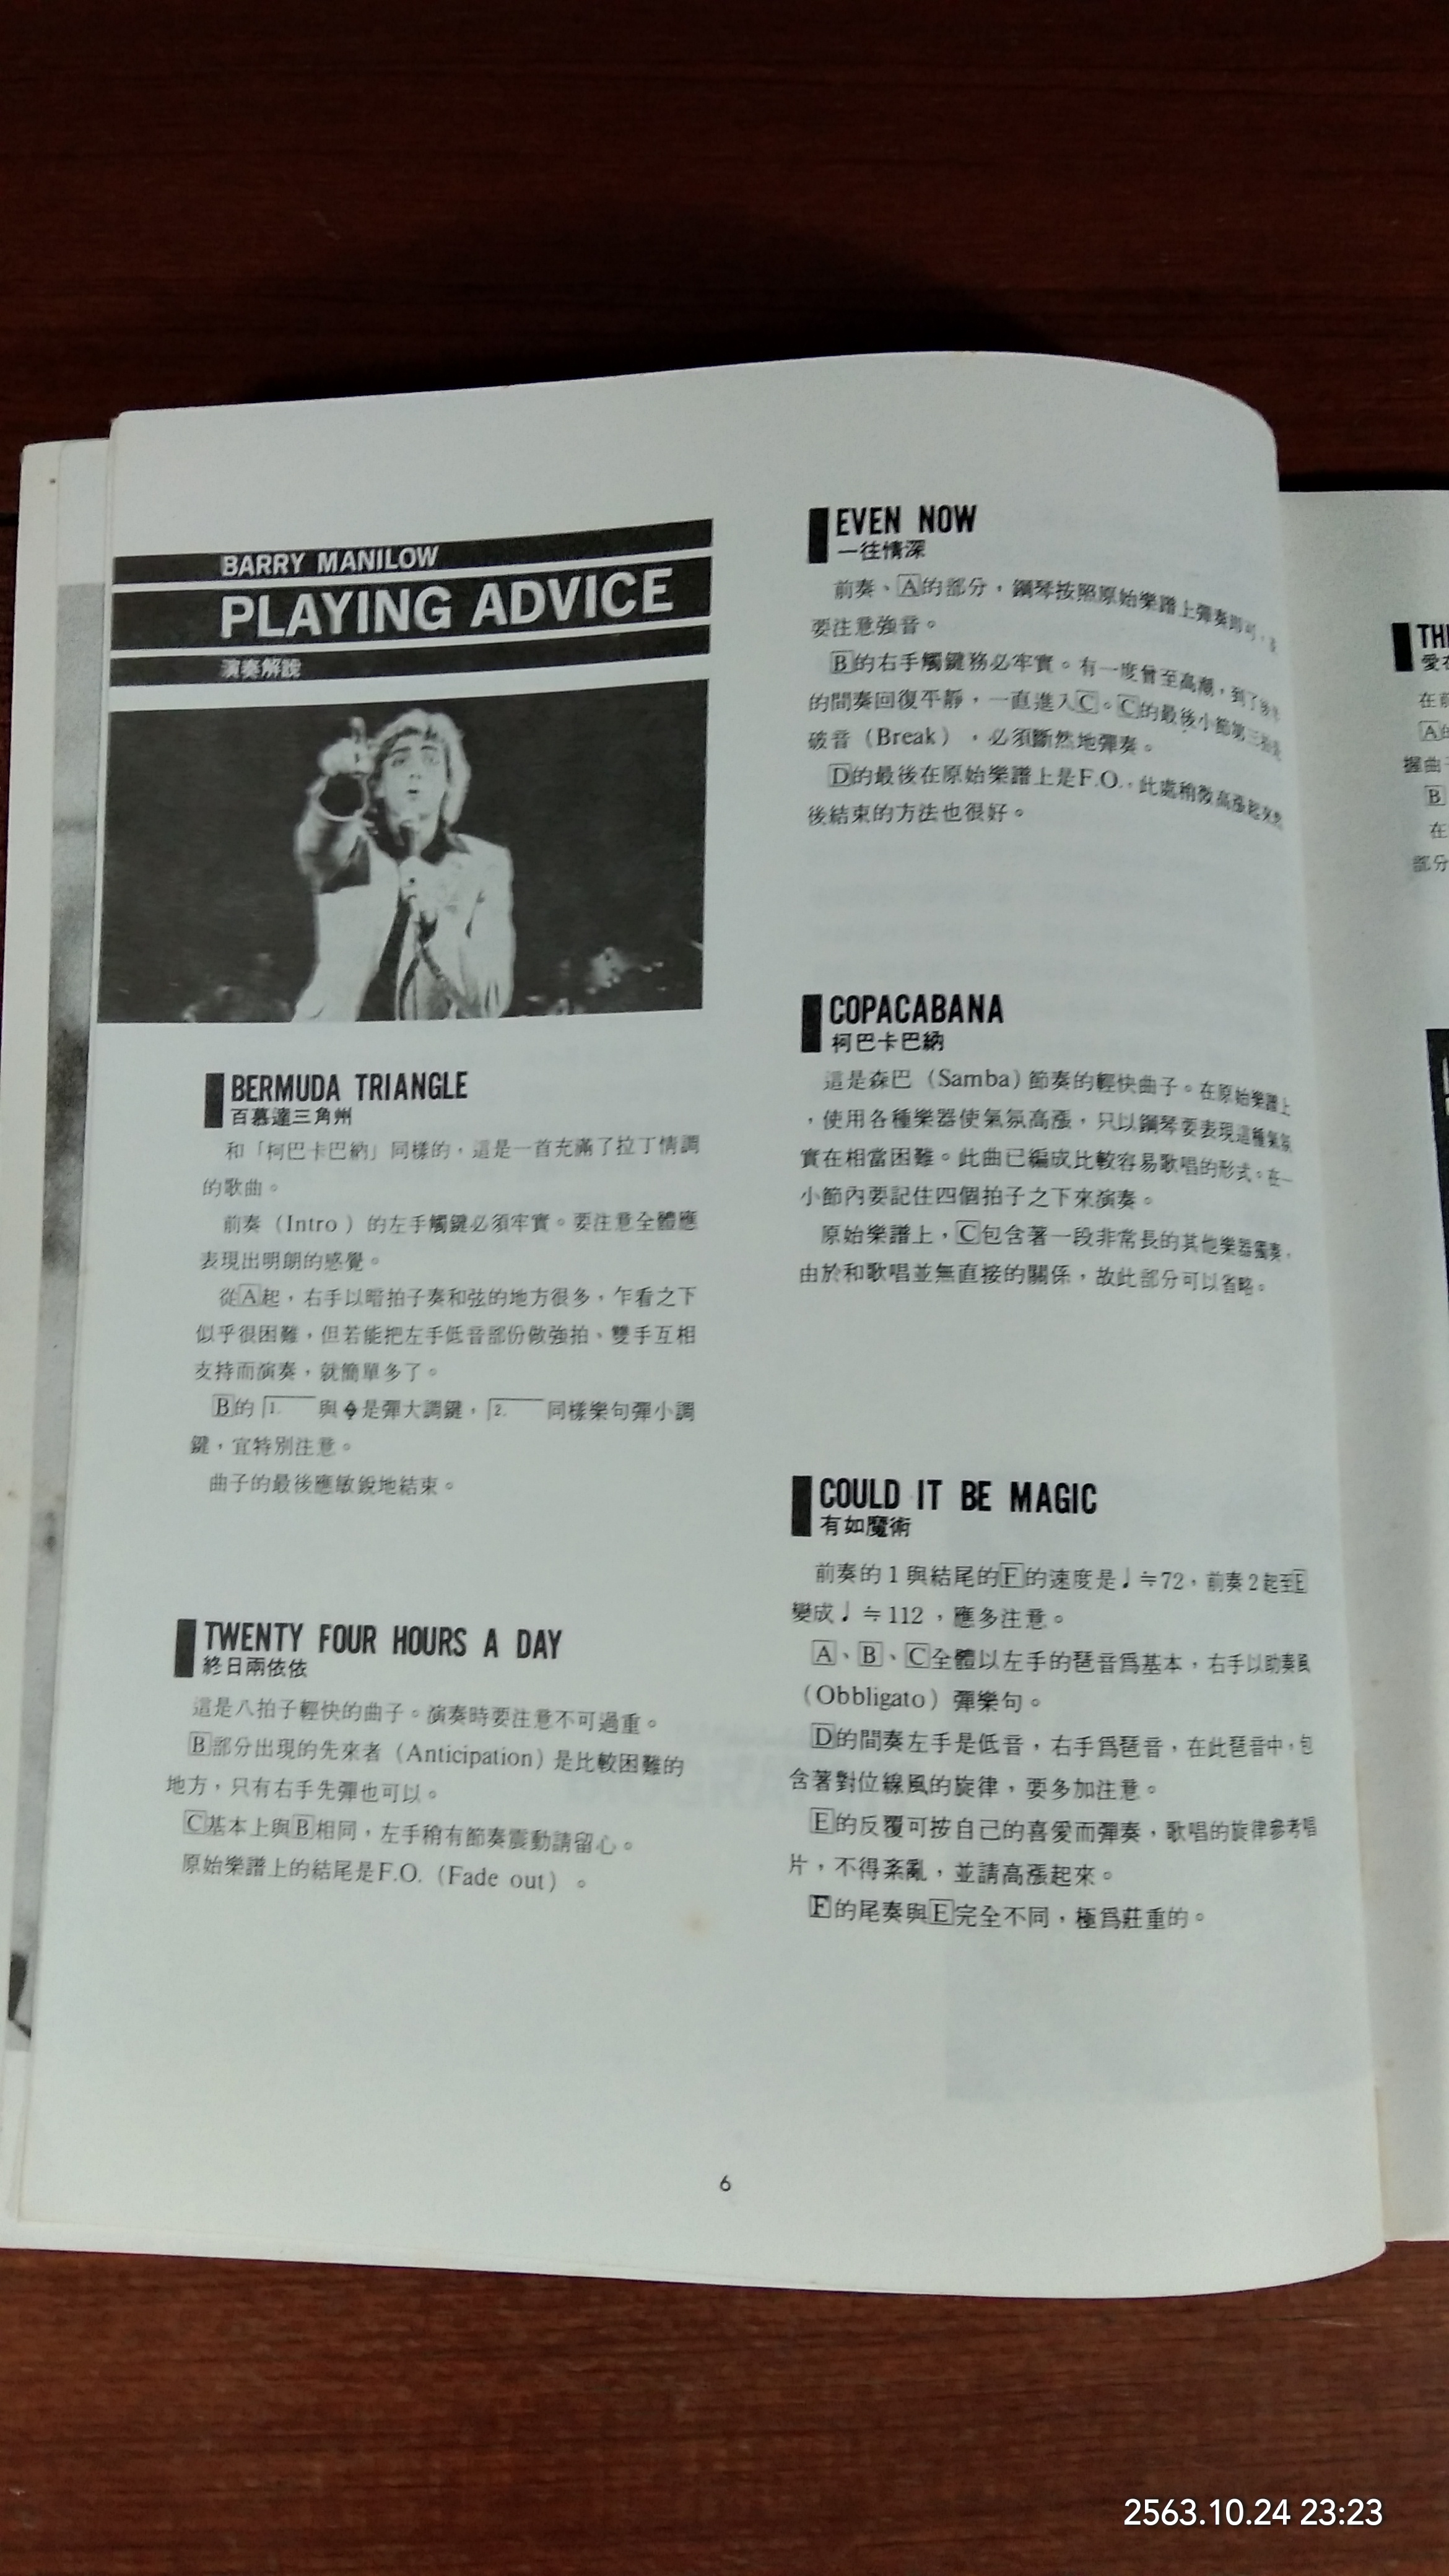 BARRY MANILOW
PLAYING ADVICE
演奏解說
BERMUDA TRIANGLE
百慕達三角州
和「柯巴卡巴納」同樣的，這是一首充滿了拉丁情調
的歌曲。
前奏（Intro）的左手觸鍵必須牢實。要注意全體應
表現出明朗的感覺。
從A起，右手以暗拍子奏和弦的地方很多，乍看之下
似乎很困難，但若能把左手低音部份做強拍、雙手互相
支持而演奏，就簡單多了。
B的 1. 與是彈大調鍵， 2. 同樣樂句彈小調
鍵，宜特別注意。
曲子的最後應敏銳地結束。
TWENTY FOUR HOURS A DAY
終日兩依依
這是八拍子輕快的曲子。演奏時要注意不可過重。
B部分出現的先來者（Anticipation）是比較困難的
地方，只有右手先彈也可以。
C基本上與B相同，左手稍有節奏震動請留心。
原始樂譜上的結尾是F.O.（Fade out）。
EVEN NOW
一往情深
前奏、A的部分，鋼琴按照原始樂譜上彈奏即可，
要注意強音。
B的右手觸鍵務必牢實。有一度曾至高潮，到了
的間奏回復平靜，一直進入C。C的最後小節第三拍
破音（Break），必須斷然地彈奏。
D的最後在原始樂譜上是F.O.，此處稍微高漲起來然
後結束的方法也很好。
COPACABANA
柯巴卡巴納
這是森巴（Samba）節奏的輕快曲子。在原始樂譜上
，使用各種樂器使氣氛高漲，只以鋼琴要表現這種氣氛
實在相當困難。此曲已編成比較容易歌唱的形式。在一
小節內要記住四個拍子之下來演奏。
原始樂譜上，C包含著一段非常長的其他樂器獨奏，
由於和歌唱並無直接的關係，故此部分可以省略。
COULD IT BE MAGIC
有如魔術
前奏的1與結尾的F的速度是♩≒72，前奏2起至E
變成♩≒112，應多注意。
A、B、C全體以左手的琶音爲基本，右手以助奏風
（Obbligato）彈樂句。
D的間奏左手是低音，右手爲琶音，在此琶音中，包
含著對位線風的旋律，要多加注意。
E的反覆可按自己的喜愛而彈奏，歌唱的旋律參考唱
片，不得紊亂，並請高漲起來。
F的尾奏與E完全不同，極爲莊重的。
6
TH
愛在
在前
A的
握曲
B
在
部分
2563.10.24 23:23